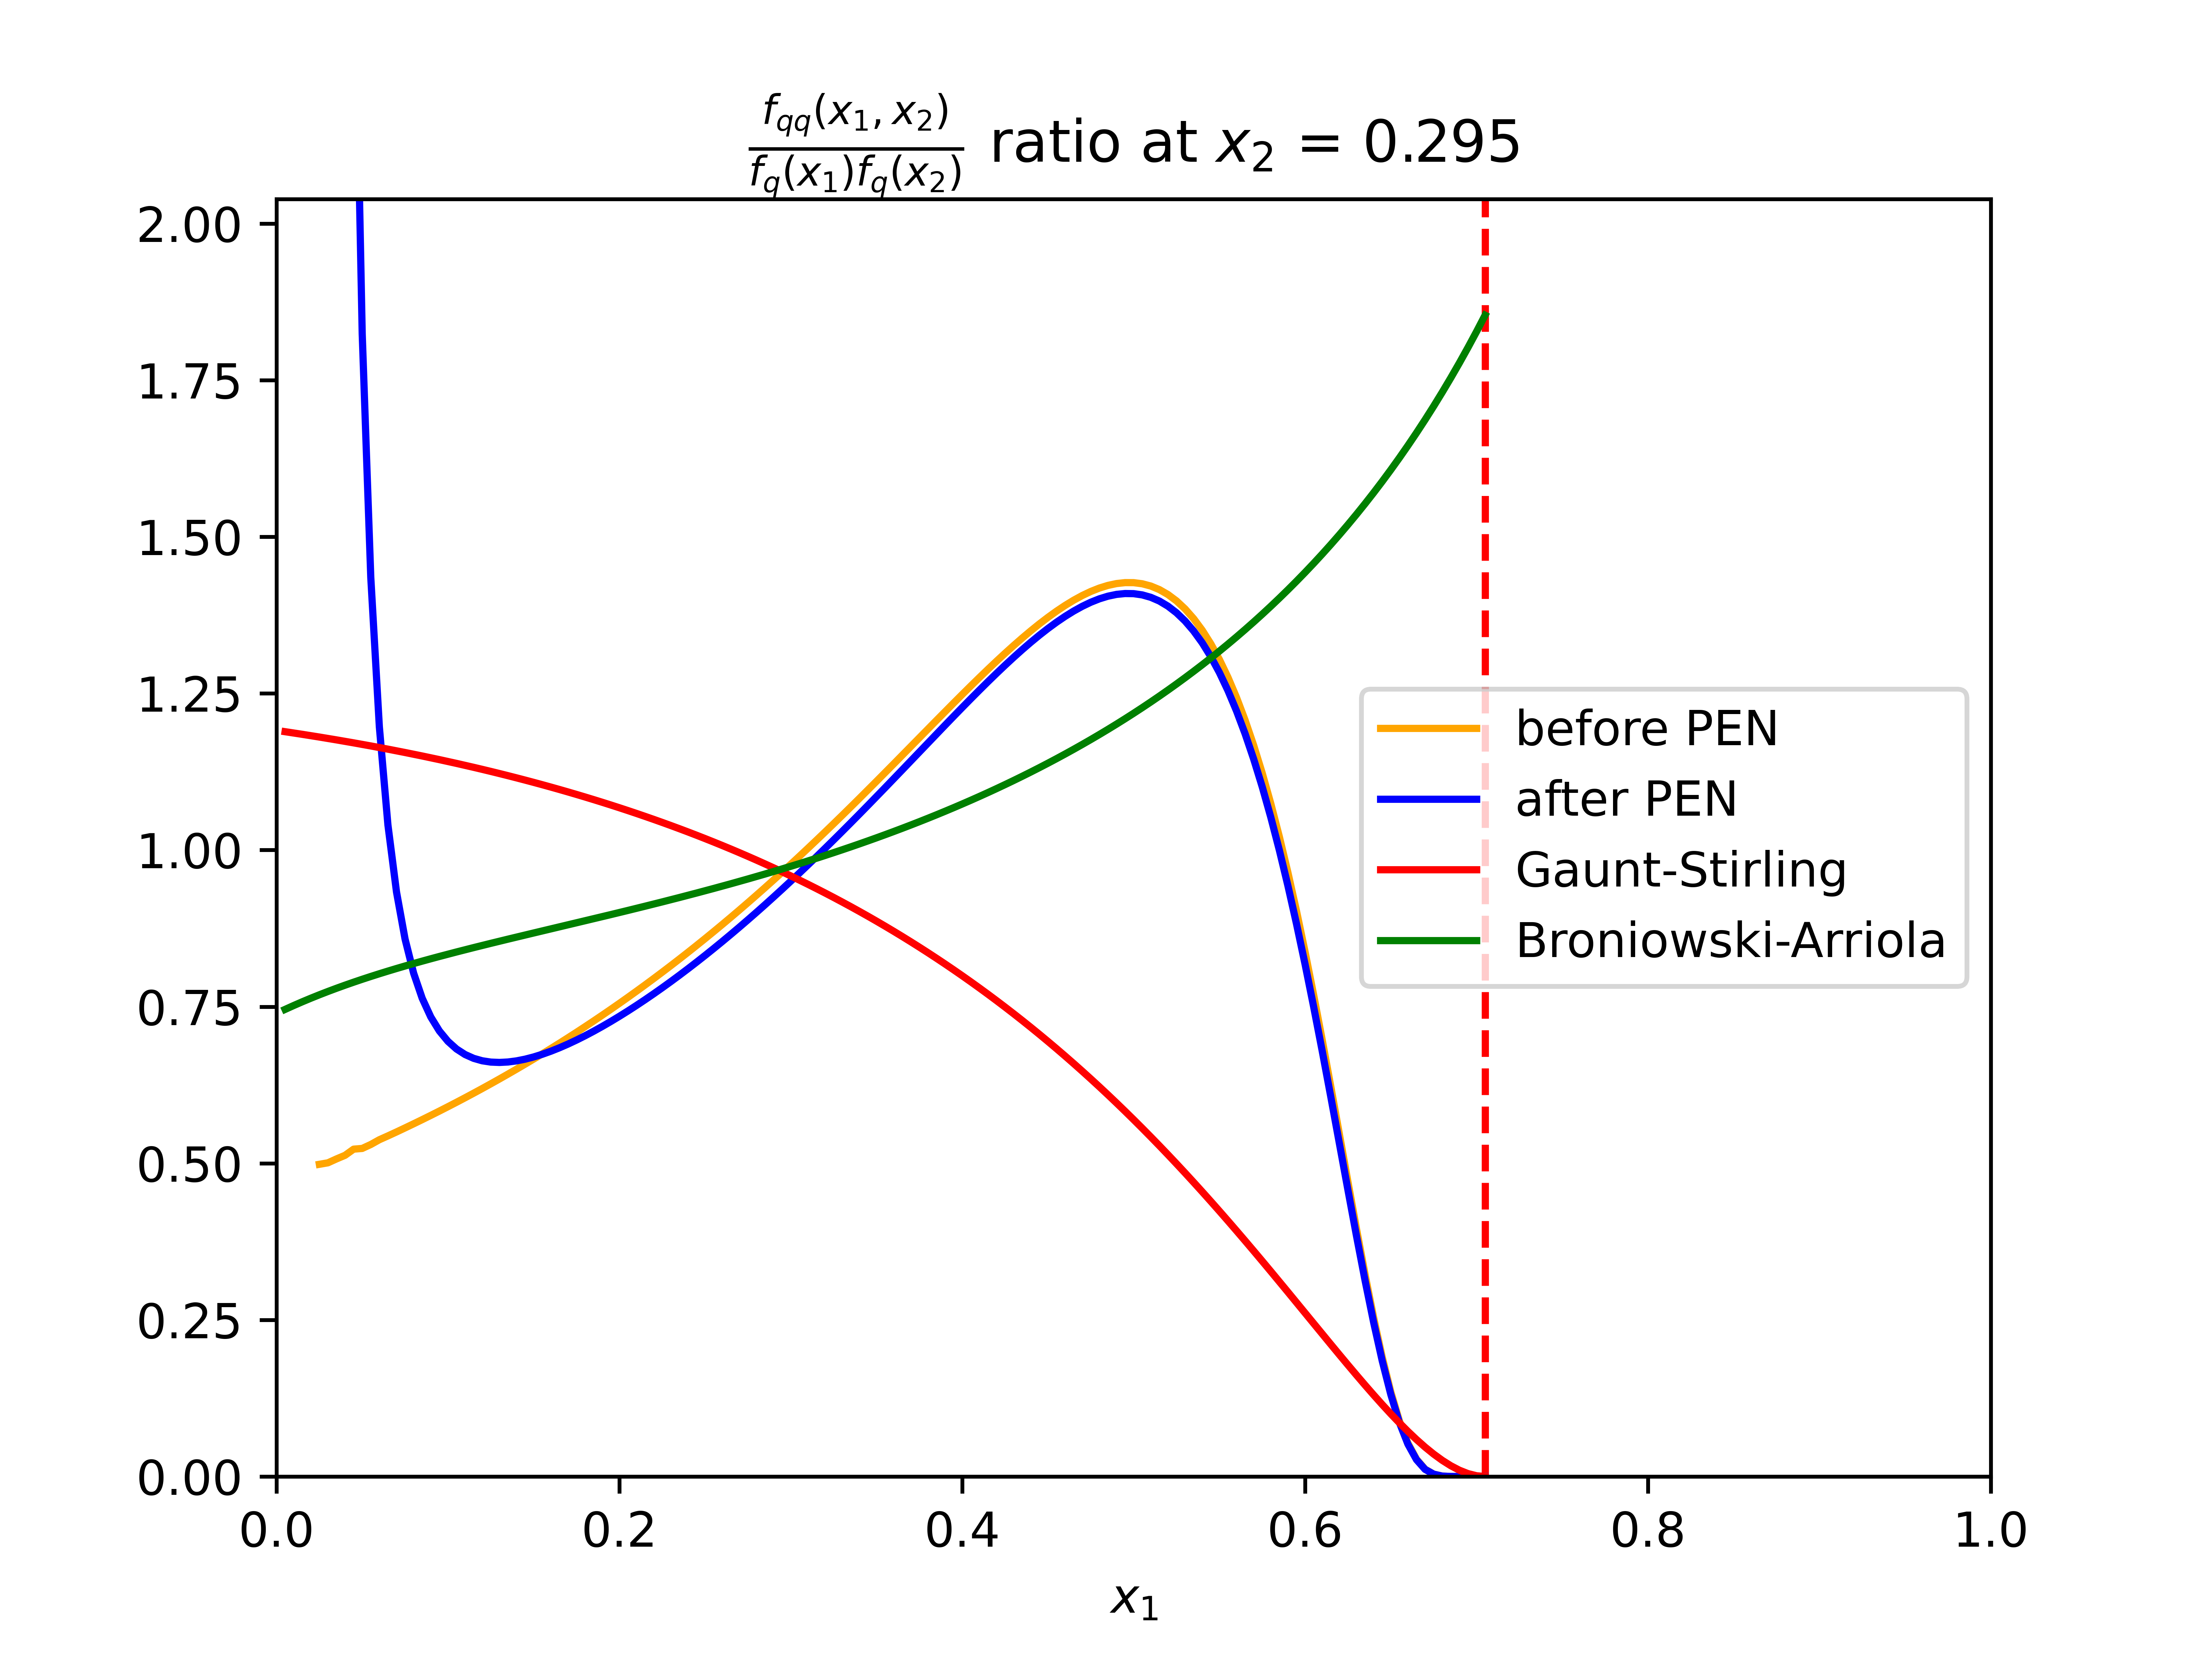 f_qq(x_1, x_2)
f_q(x_1)f_q(x_2)
ratio at x_2 = 0.295
2.00
1.75
1.50
1.25
1.00
0.75
0.50
0.25
0.00
before PEN
after PEN
Gaunt-Stirling
Broniowski-Arriola
0.0 0.2 0.4 0.6 0.8 1.0
x_1